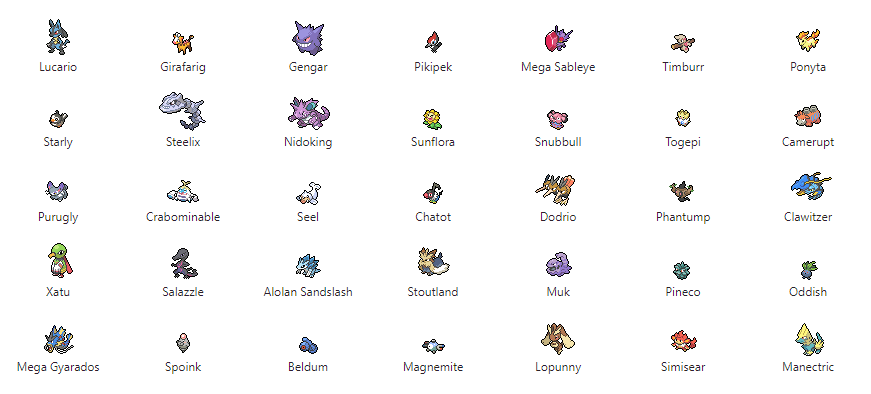 Lucario Girafarig Gengar Pikipek Mega Sableye Timburr Ponyta
Starly Steelix Nidoking Sunflora Snubbull Togepi Camerupt
Purugly Crabominable Seel Chatot Dodrio Phantump Clawitzer
Xatu Salazzle Alolan Sandslash Stoutland Muk Pineco Oddish
Mega Gyarados Spoink Beldum Magnemite Lopunny Simisear Manectric